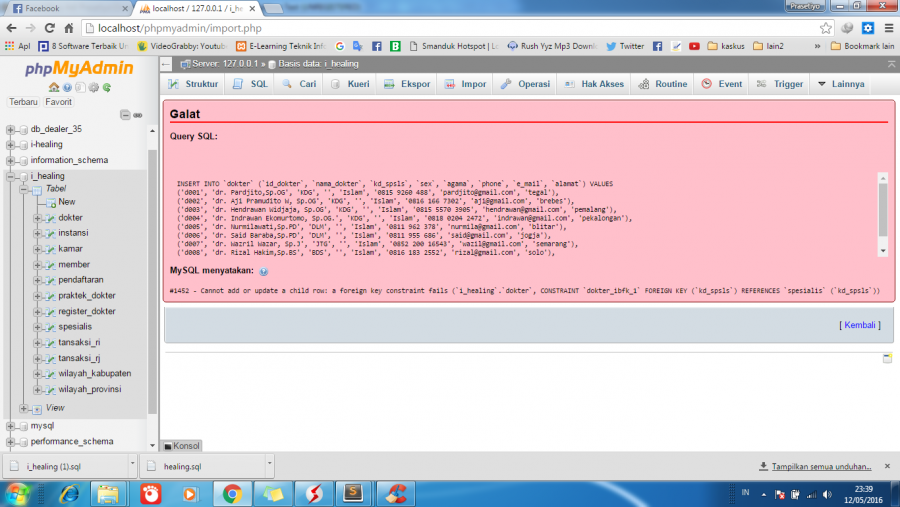 Facebook
localhost / 127.0.0.1 / i_h
Prasetiyo
localhost/phpmyadmin/import.php
Apl
8 Software Terbaik Un
VideoGrabby: Youtub
E-Learning Teknik Inf
Smanduk Hotspot | Lo
Rush Yyz Mp3 Downl
Twitter
kaskus
lain2
Bookmark lain
phpMyAdmin
Terbaru Favorit
db_dealer_35
i-healing
information_schema
i_healing
Tabel
New
dokter
instansi
kamar
member
pendaftaran
praktek_dokter
register_dokter
spesialis
tansaksi_ri
tansaksi_rj
wilayah_kabupaten
wilayah_provinsi
View
mysql
performance_schema
Server: 127.0.0.1 » Basis data: i_healing
Struktur SQL Cari Kueri Ekspor Impor Operasi Hak Akses Routine Event Trigger Lainnya
Galat
Query SQL:
INSERT INTO `dokter` (`id_dokter`, `nama_dokter`, `kd_spsls`, `sex`, `agama`, `phone`, `e_mail`, `alamat`) VALUES
('d001', 'dr. Pardjito,Sp.OG', 'KDG', '', 'Islam', '0815 9260 488', 'pardjito@gmail.com', 'tegal'),
('d002', 'dr. Aji Pramudito W, Sp.OG', 'KDG', '', 'Islam', '0816 166 7302', 'aji@gmail.com', 'brebes'),
('d003', 'dr. Hendrawan Widjaja, Sp.OG', 'KDG', '', 'Islam', '0815 5570 3905', 'hendrawan@gmail.com', 'pemalang'),
('d004', 'dr. Indrawan Ekomurtomo, Sp.OG.', 'KDG', '', 'Islam', '0818 0204 2472', 'indrawan@gmail.com', 'pekalongan'),
('d005', 'dr. Nurmilawati,Sp.PD', 'DLM', '', 'Islam', '0811 962 378', 'nurmila@gmail.com', 'blitar'),
('d006', 'dr. Said Baraba,Sp.PD', 'DLM', '', 'Islam', '0811 955 686', 'said@gmail.com', 'jogja'),
('d007', 'dr. Wazril Wazar, Sp.J', 'JTG', '', 'Islam', '0852 200 16543', 'wazil@gmail.com', 'semarang'),
('d008', 'dr. Rizal Hakim,Sp.BS', 'BDS', '', 'Islam', '0816 183 2552', 'rizal@gmail.com', 'solo'),
MySQL menyatakan:
#1452 - Cannot add or update a child row: a foreign key constraint fails (`i_healing`.`dokter`, CONSTRAINT `dokter_ibfk_1` FOREIGN KEY (`kd_spsls`) REFERENCES `spesialis` (`kd_spsls`))
[ Kembali ]
Konsol
i_healing (1).sql
healing.sql
Tampilkan semua unduhan...
IN
23:39
12/05/2016